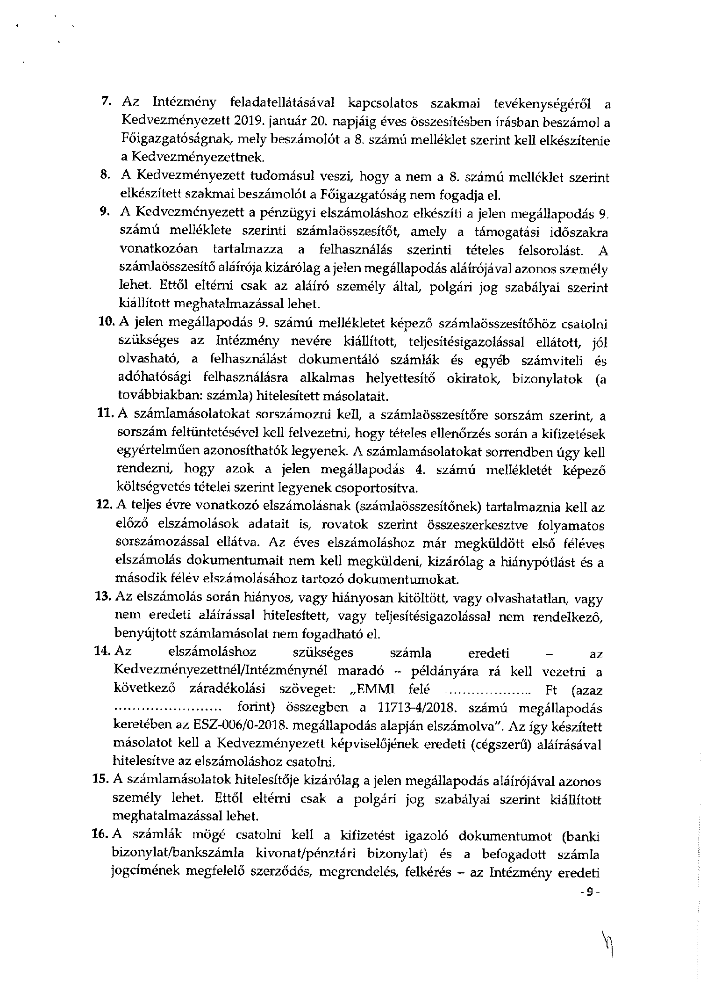 7. Az Intézmény feladatellátásával kapcsolatos szakmai tevékenységéről a
Kedvezményezett 2019. január 20. napjáig éves összesítésben írásban beszámol a
Főigazgatóságnak, mely beszámolót a 8. számú melléklet szerint kell elkészítenie
a Kedvezményezettnek.
8. A Kedvezményezett tudomásul veszi, hogy a nem a 8. számú melléklet szerint
elkészített szakmai beszámolót a Főigazgatóság nem fogadja el.
9. A Kedvezményezett a pénzügyi elszámoláshoz elkészíti a jelen megállapodás 9.
számú melléklete szerinti számlaösszesítőt, amely a támogatási időszakra
vonatkozóan tartalmazza a felhasználás szerinti tételes felsorolást. A
számlaösszesítő aláírója kizárólag a jelen megállapodás aláírójával azonos személy
lehet. Ettől eltérni csak az aláíró személy által, polgári jog szabályai szerint
kiállított meghatalmazással lehet.
10. A jelen megállapodás 9. számú mellékletet képező számlaösszesítőhöz csatolni
szükséges az Intézmény nevére kiállított, teljesítésigazolással ellátott, jól
olvasható, a felhasználást dokumentáló számlák és egyéb számviteli és
adóhatósági felhasználásra alkalmas helyettesítő okiratok, bizonylatok (a
továbbiakban: számla) hitelesített másolatait.
11. A számlamásolatokat sorszámozni kell, a számlaösszesítőre sorszám szerint, a
sorszám feltüntetésével kell felvezetni, hogy tételes ellenőrzés során a kifizetések
egyértelműen azonosíthatók legyenek. A számlamásolatokat sorrendben úgy kell
rendezni, hogy azok a jelen megállapodás 4. számú mellékletét képező
költségvetés tételei szerint legyenek csoportosítva.
12. A teljes évre vonatkozó elszámolásnak (számlaösszesítőnek) tartalmaznia kell az
előző elszámolások adatait is, rovatok szerint összeszerkesztve folyamatos
sorszámozással ellátva. Az éves elszámoláshoz már megküldött első féléves
elszámolás dokumentumait nem kell megküldeni, kizárólag a hiánypótlást és a
második félév elszámolásához tartozó dokumentumokat.
13. Az elszámolás során hiányos, vagy hiányosan kitöltött, vagy olvashatatlan, vagy
nem eredeti aláírással hitelesített, vagy teljesítésigazolással nem rendelkező,
benyújtott számlamásolat nem fogadható el.
14. Az elszámoláshoz szükséges számla eredeti – az
Kedvezményezettnél/Intézménynél maradó – példányára rá kell vezetni a
következő záradékolási szöveget: „EMMI felé .................... Ft (azaz
........................ forint) összegben a 11713-4/2018. számú megállapodás
keretében az ESZ-006/0-2018. megállapodás alapján elszámolva". Az így készített
másolatot kell a Kedvezményezett képviselőjének eredeti (cégszerű) aláírásával
hitelesítve az elszámoláshoz csatolni.
15. A számlamásolatok hitelesítője kizárólag a jelen megállapodás aláírójával azonos
személy lehet. Ettől eltérni csak a polgári jog szabályai szerint kiállított
meghatalmazással lehet.
16. A számlák mögé csatolni kell a kifizetést igazoló dokumentumot (banki
bizonylat/bankszámla kivonat/pénztári bizonylat) és a befogadott számla
jogcímének megfelelő szerződés, megrendelés, felkérés – az Intézmény eredeti
- 9 -